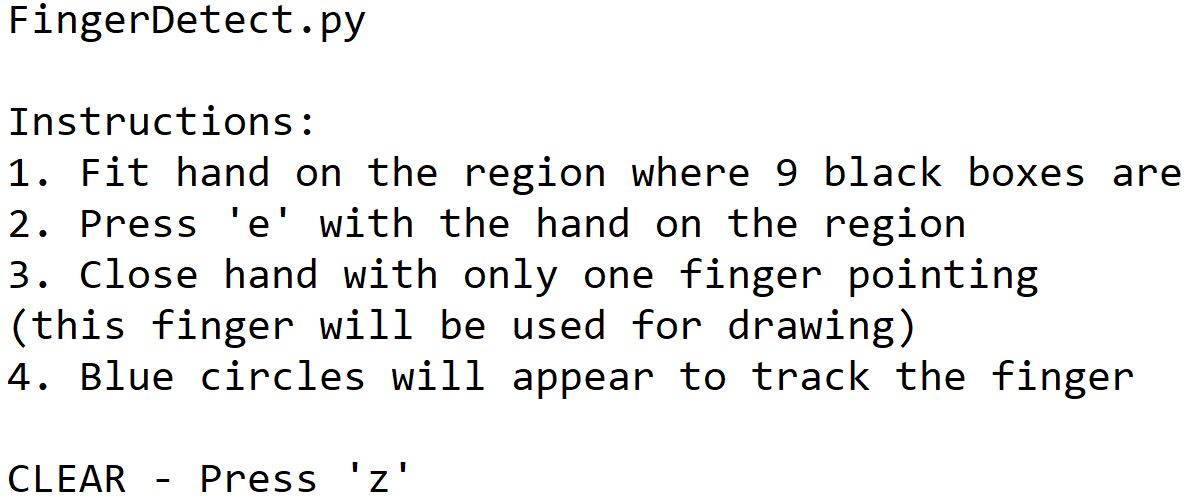 FingerDetect.py
Instructions:
1. Fit hand on the region where 9 black boxes are
2. Press 'e' with the hand on the region
3. Close hand with only one finger pointing
(this finger will be used for drawing)
4. Blue circles will appear to track the finger
CLEAR - Press 'z'